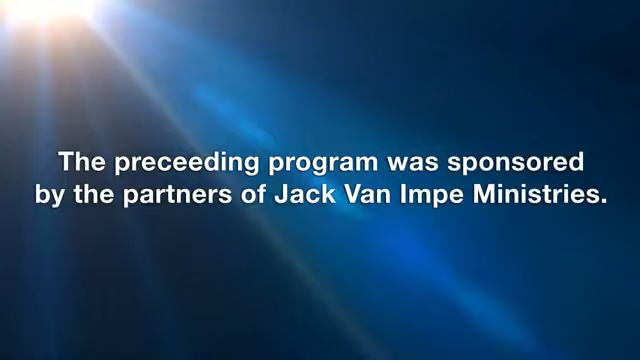 The preceeding program was sponsored
by the partners of Jack Van Impe Ministries.